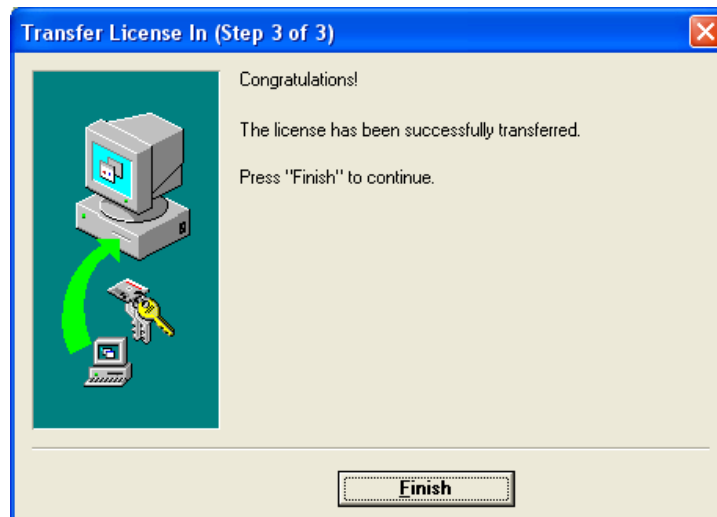 Transfer License In (Step 3 of 3)
Congratulations!
The license has been successfully transferred.
Press "Finish" to continue.
Finish